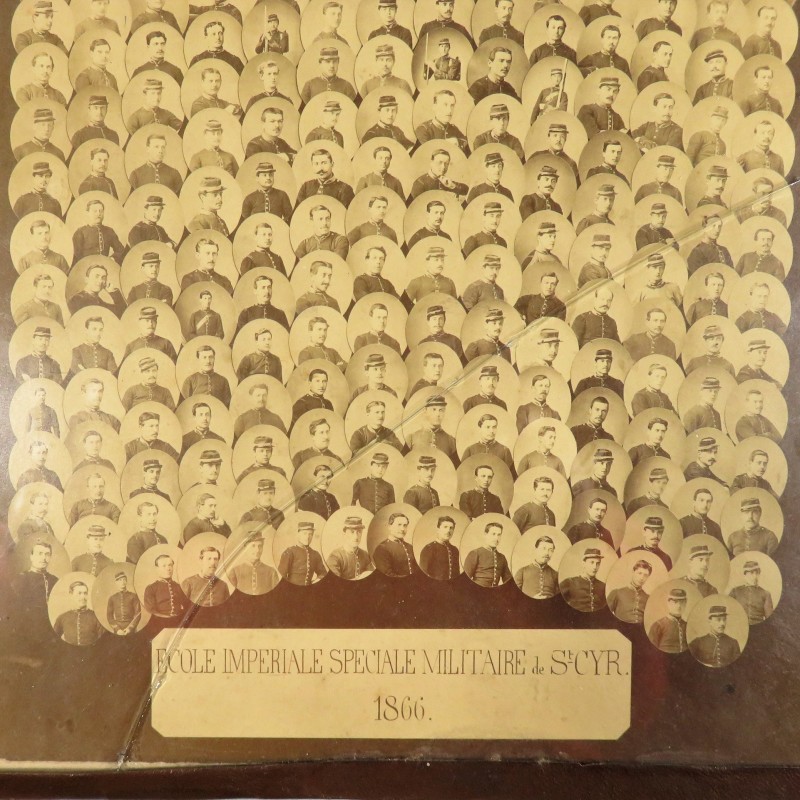 ECOLE IMPERIALE SPECIALE MILITAIRE de St. CYR.
1866.